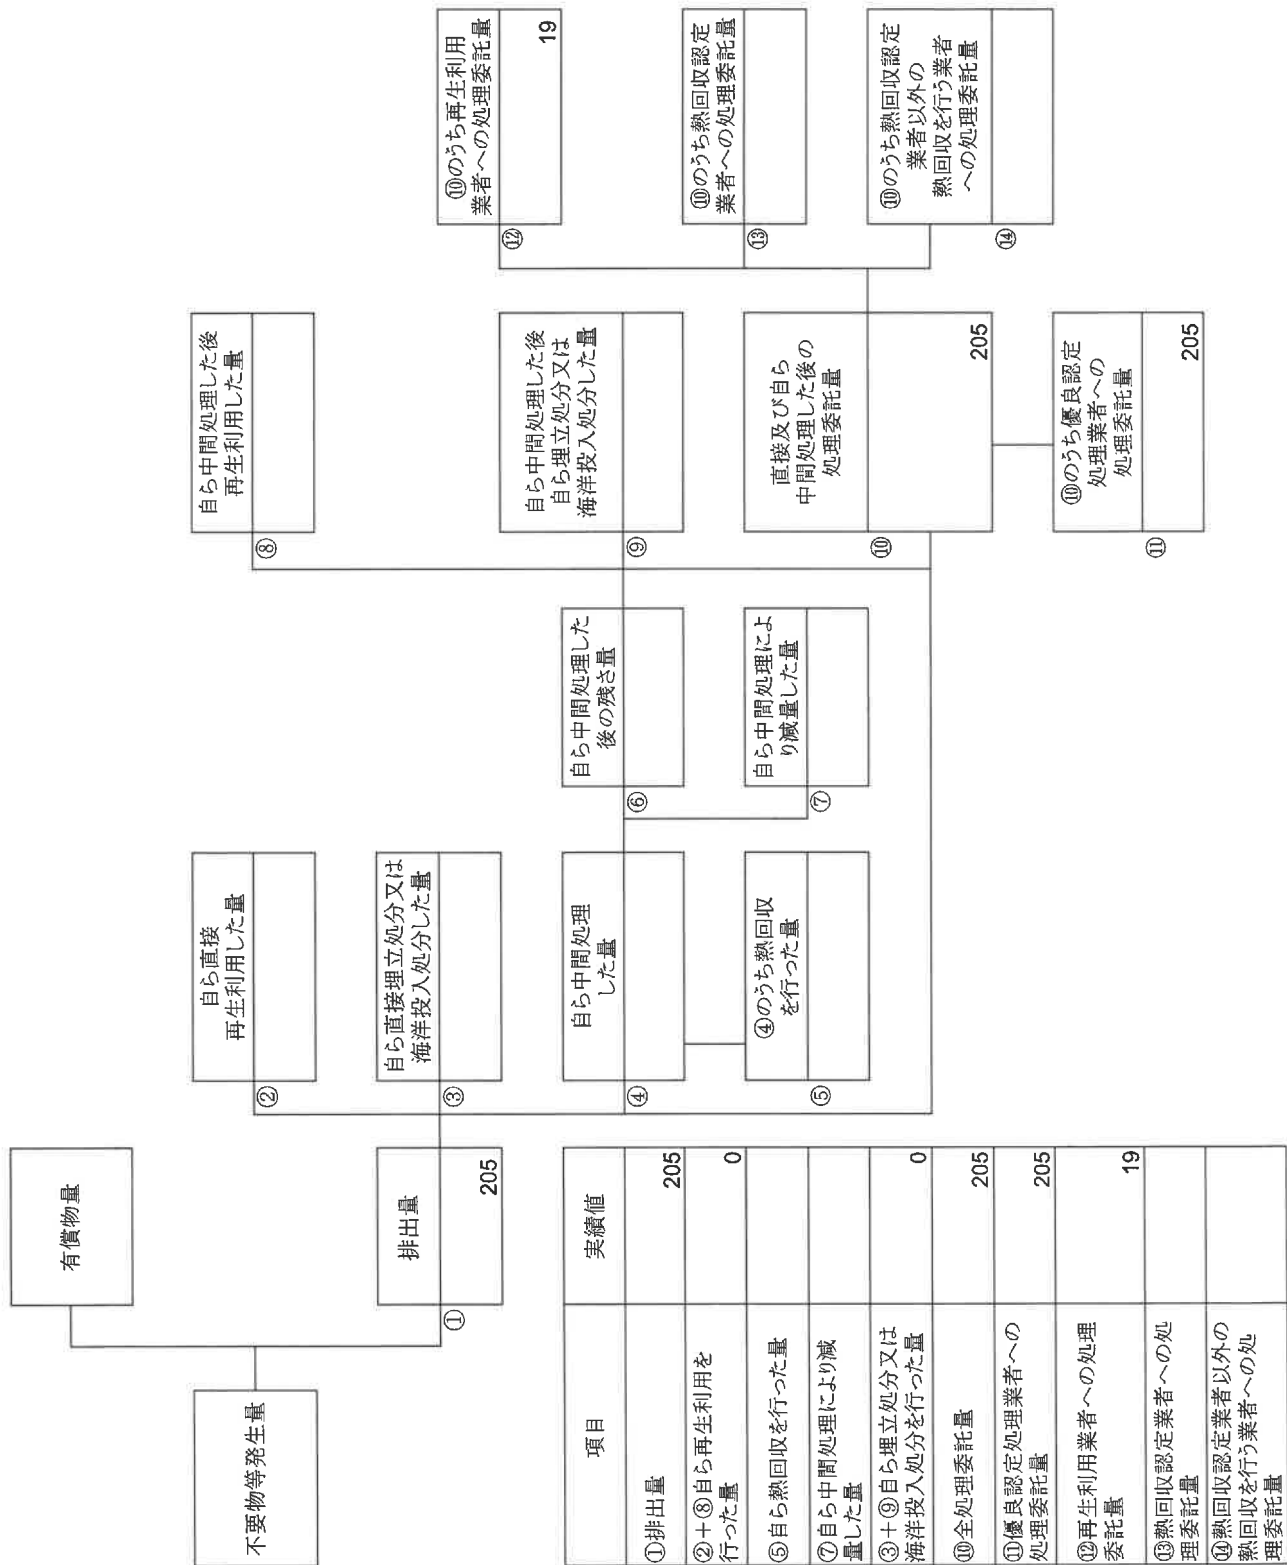 不要物等発生量
有償物量
①
排出量
205
②
自ら直接
再生利用した量
③
自ら直接埋立処分又は
海洋投入処分した量
④
自ら中間処理
した量
⑤
④のうち熱回収
を行った量
⑥
自ら中間処理した
後の残さ量
⑦
自ら中間処理によ
り減量した量
⑧
自ら中間処理した後
再生利用した量
⑨
自ら中間処理した後
自ら埋立処分又は
海洋投入処分した量
⑩
直接及び自ら
中間処理した後の
処理委託量
205
⑪
⑩のうち優良認定
処理業者への
処理委託量
205
⑫
⑩のうち再生利用
業者への処理委託量
19
⑬
⑩のうち熱回収認定
業者への処理委託量
⑭
⑩のうち熱回収認定
業者以外の
熱回収を行う業者
への処理委託量
項目 実績値
①排出量 205
②+⑧自ら再生利用を
行った量 0
⑤自ら熱回収を行った量
⑦自ら中間処理により減
量した量
③+⑨自ら埋立処分又は
海洋投入処分を行った量 0
⑩全処理委託量 205
⑪優良認定処理業者への
処理委託量 205
⑫再生利用業者への処理
委託量 19
⑬熱回収認定業者への処
理委託量
⑭熱回収認定業者以外の
熱回収を行う業者への処
理委託量